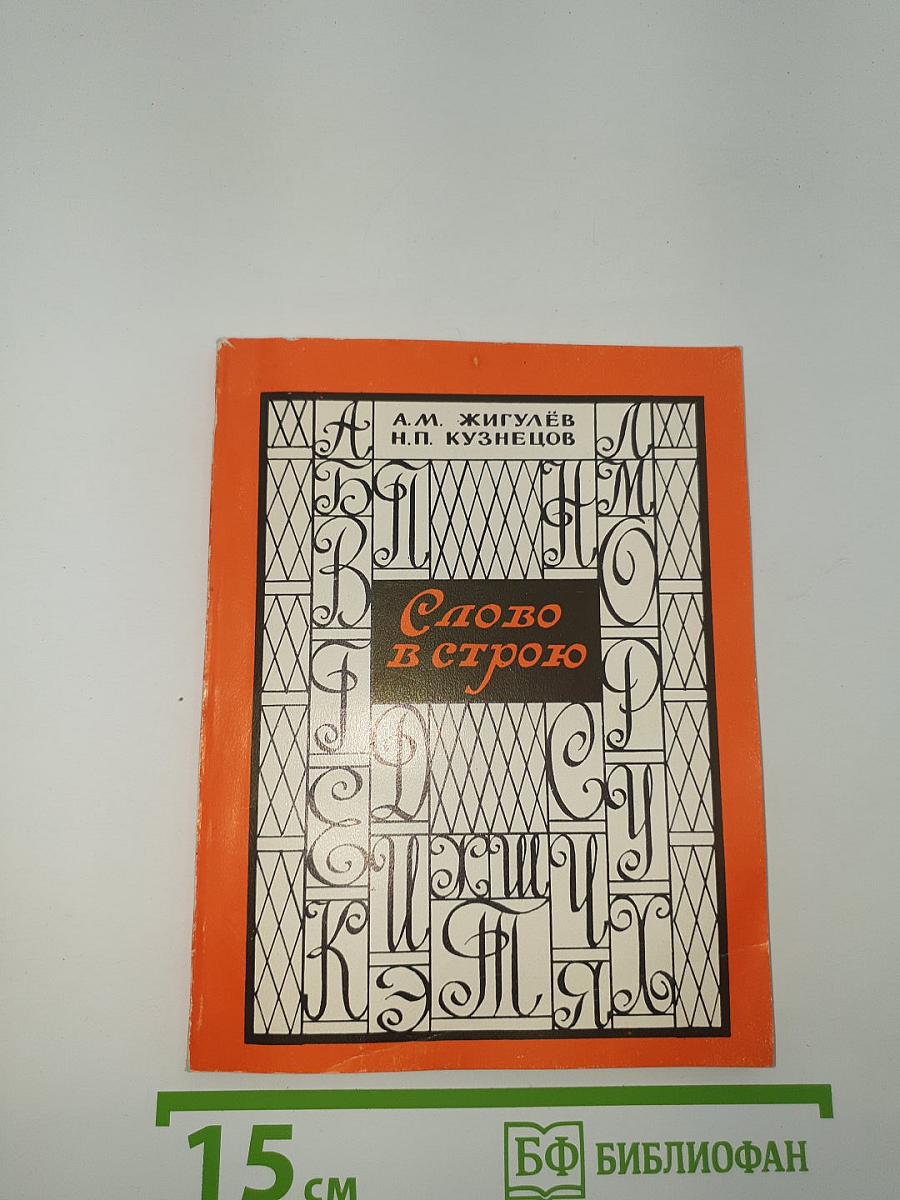 А.М. ЖИГУЛЁВ
Н.П. КУЗНЕЦОВ
А
Л
Б
П
Н
М
В
О
Слово
в строю
Г
Р
Д
С
Е
У
И
Х
Ш
Ч
К
Т
Х
Э
Я
15 см
БФ БИБЛИОФАН